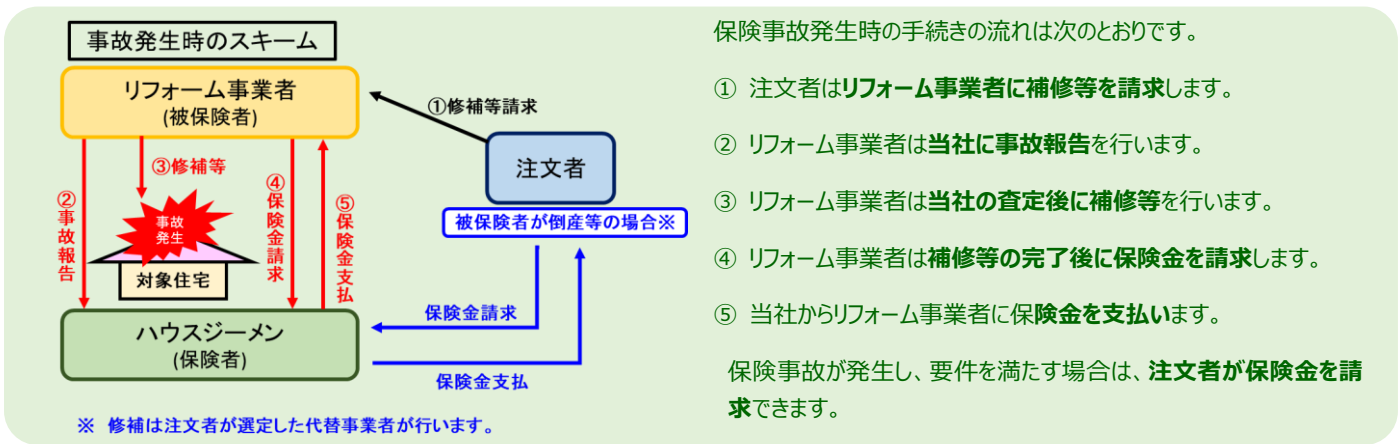 事故発生時のスキーム
リフォーム事業者
(被保険者)
①修補等請求
注文者
被保険者が倒産等の場合※
②事故報告
③修補等
事故
発生
対象住宅
④保険金請求
⑤保険金支払
ハウスジーメン
(保険者)
保険金請求
保険金支払
※ 修補は注文者が選定した代替事業者が行います。
保険事故発生時の手続きの流れは次のとおりです。
① 注文者はリフォーム事業者に補修等を請求します。
② リフォーム事業者は当社に事故報告を行います。
③ リフォーム事業者は当社の査定後に補修等を行います。
④ リフォーム事業者は補修等の完了後に保険金を請求します。
⑤ 当社からリフォーム事業者に保険金を支払います。
保険事故が発生し、要件を満たす場合は、注文者が保険金を請
求できます。